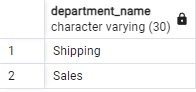 department_name
character varying (30)
1 Shipping
2 Sales